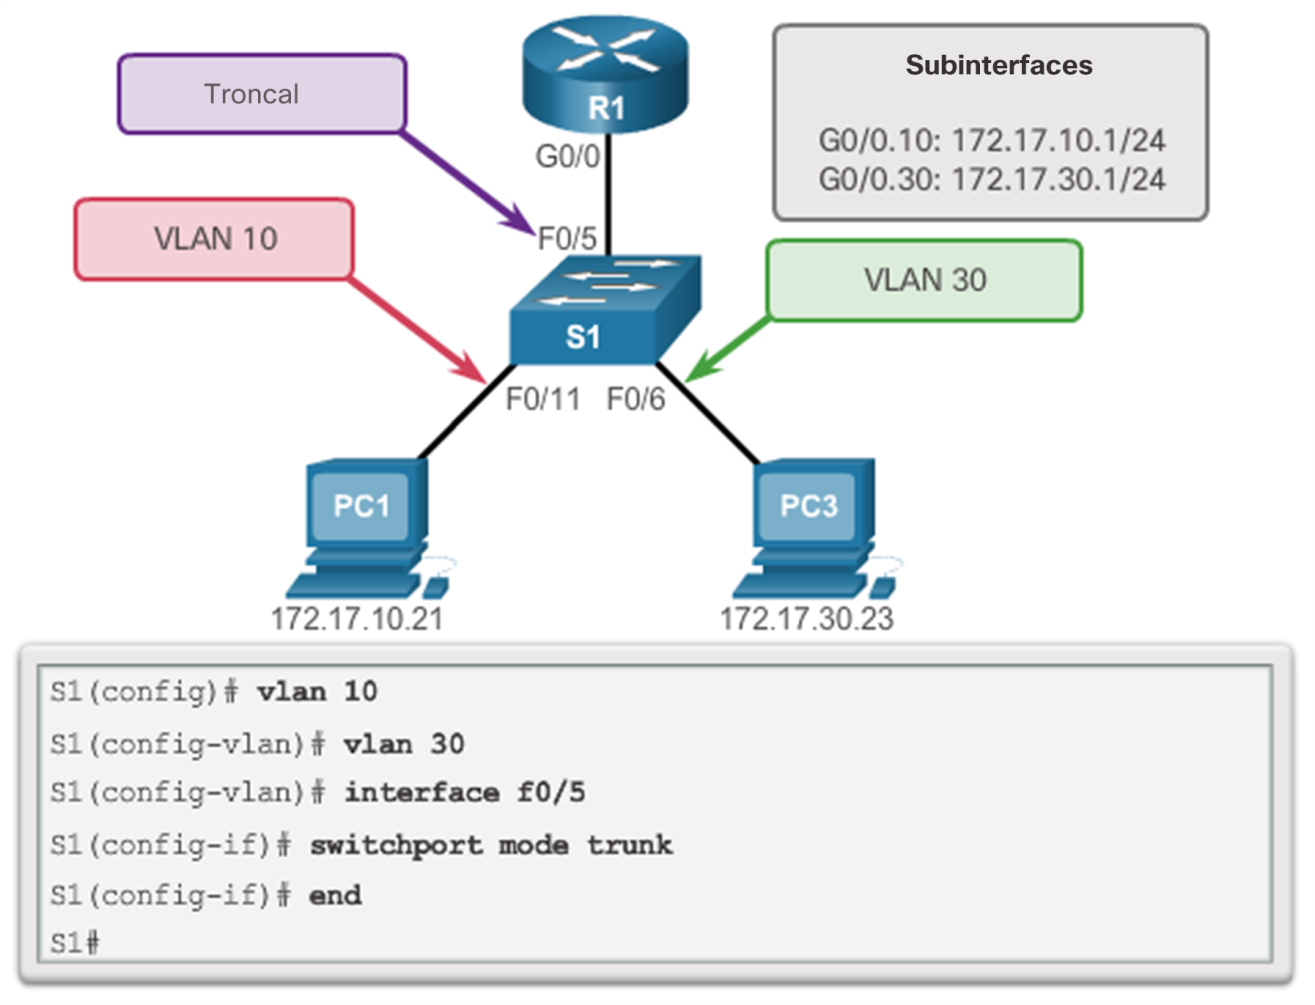 Troncal
R1
Subinterfaces
G0/0.10: 172.17.10.1/24
G0/0.30: 172.17.30.1/24
G0/0
VLAN 10
F0/5
VLAN 30
S1
F0/11
F0/6
PC1
PC3
172.17.10.21
172.17.30.23
S1(config)# vlan 10
S1(config-vlan)# vlan 30
S1(config-vlan)# interface f0/5
S1(config-if)# switchport mode trunk
S1(config-if)# end
S1#